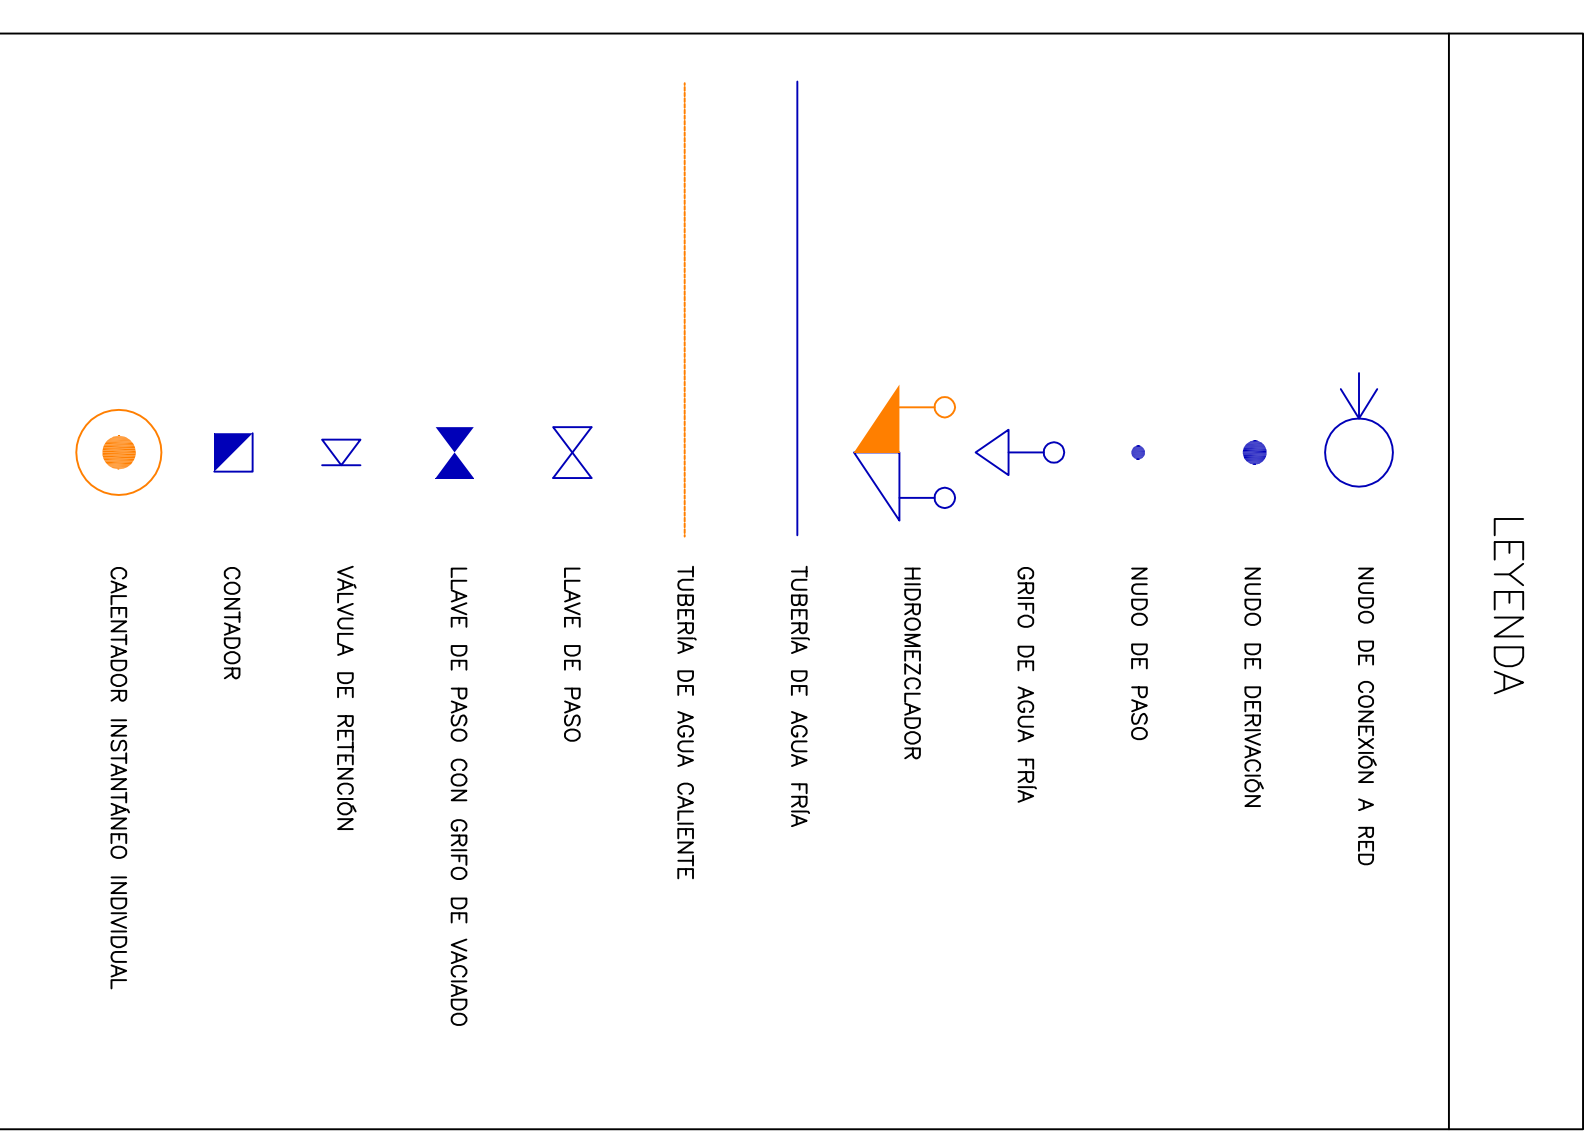 LEYENDA
NUDO DE CONEXIÓN A RED
NUDO DE DERIVACIÓN
NUDO DE PASO
GRIFO DE AGUA FRÍA
HIDROMEZCLADOR
TUBERÍA DE AGUA FRÍA
TUBERÍA DE AGUA CALIENTE
LLAVE DE PASO
LLAVE DE PASO CON GRIFO DE VACIADO
VÁLVULA DE RETENCIÓN
CONTADOR
CALENTADOR INSTANTÁNEO INDIVIDUAL